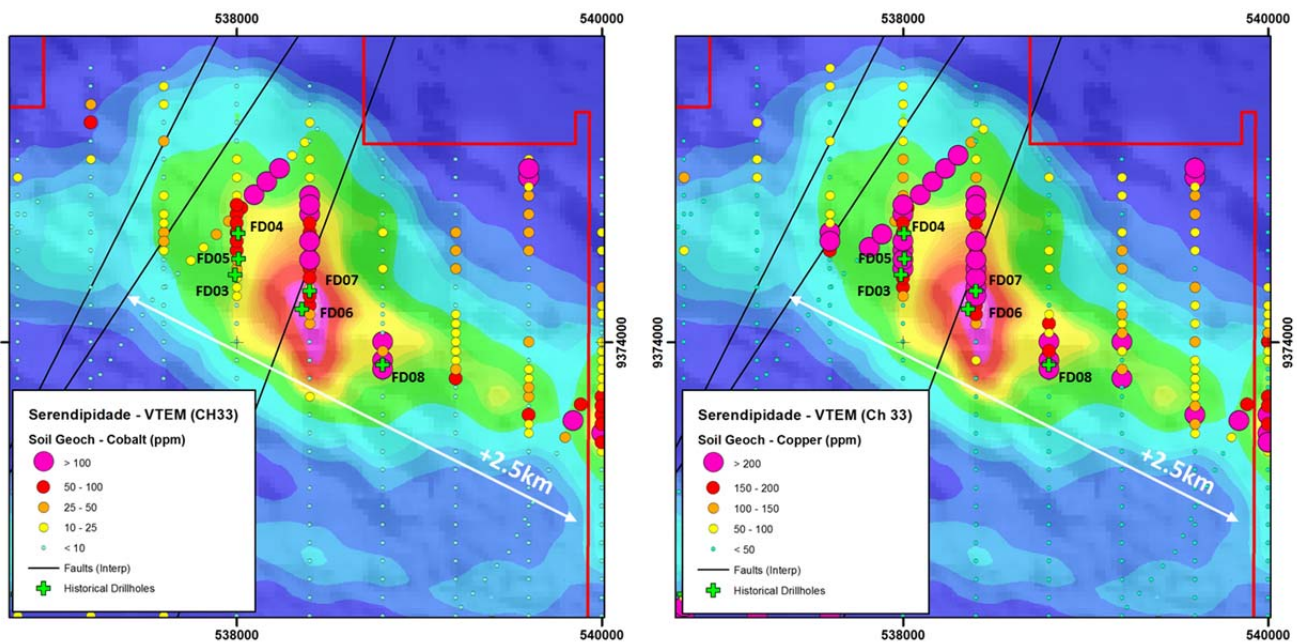 538000
540000
FD04
FD05
FD03
FD07
FD06
FD08
+2.5km
Serendipidade - VTEM (CH33)
Soil Geoch - Cobalt (ppm)
> 100
50 - 100
25 - 50
10 - 25
< 10
Faults (Interp)
Historical Drillholes
538000
540000
9374000
9374000
538000
540000
FD04
FD05
FD03
FD07
FD06
FD08
+2.5km
Serendipidade - VTEM (Ch 33)
Soil Geoch - Copper (ppm)
> 200
150 - 200
100 - 150
50 - 100
< 50
Faults (Interp)
Historical Drillholes
538000
540000